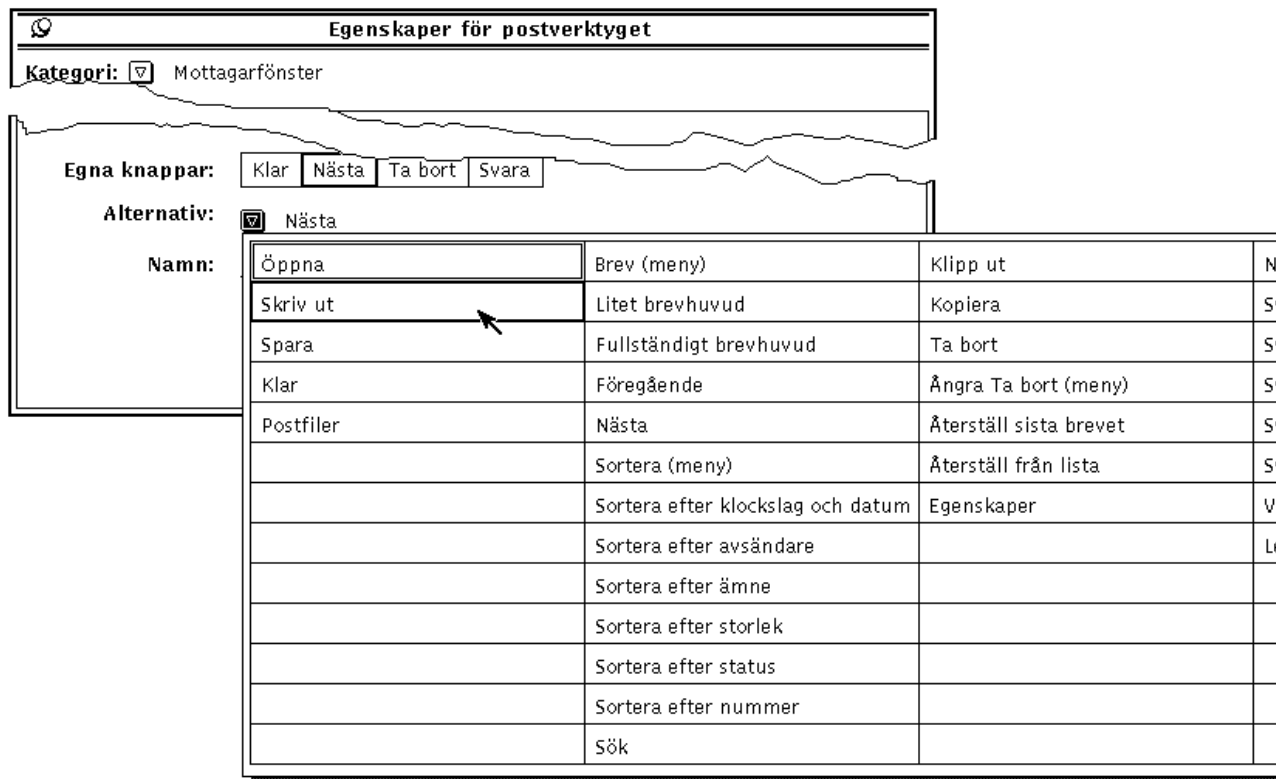 Egenskaper för postverktyget
Kategori: Mottagarfönster
Egna knappar: Klar Nästa Ta bort Svara
Alternativ: Nästa
Namn:
Öppna Brev (meny) Klipp ut
Skriv ut Litet brevhuvud Kopiera
Spara Fullständigt brevhuvud Ta bort
Klar Föregående Ångra Ta bort (meny)
Postfiler Nästa Återställ sista brevet
Sortera (meny) Återställ från lista
Sortera efter klockslag och datum Egenskaper
Sortera efter avsändare
Sortera efter ämne
Sortera efter storlek
Sortera efter status
Sortera efter nummer
Sök